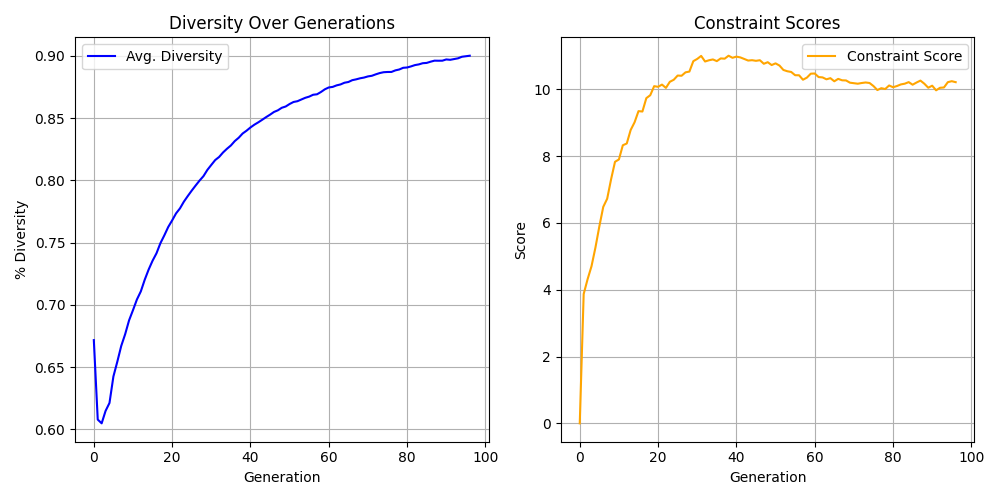 Diversity Over Generations
Avg. Diversity
% Diversity
0.90
0.85
0.80
0.75
0.70
0.65
0.60
0 20 40 60 80 100
Generation
Constraint Scores
Constraint Score
Score
10
8
6
4
2
0
0 20 40 60 80 100
Generation